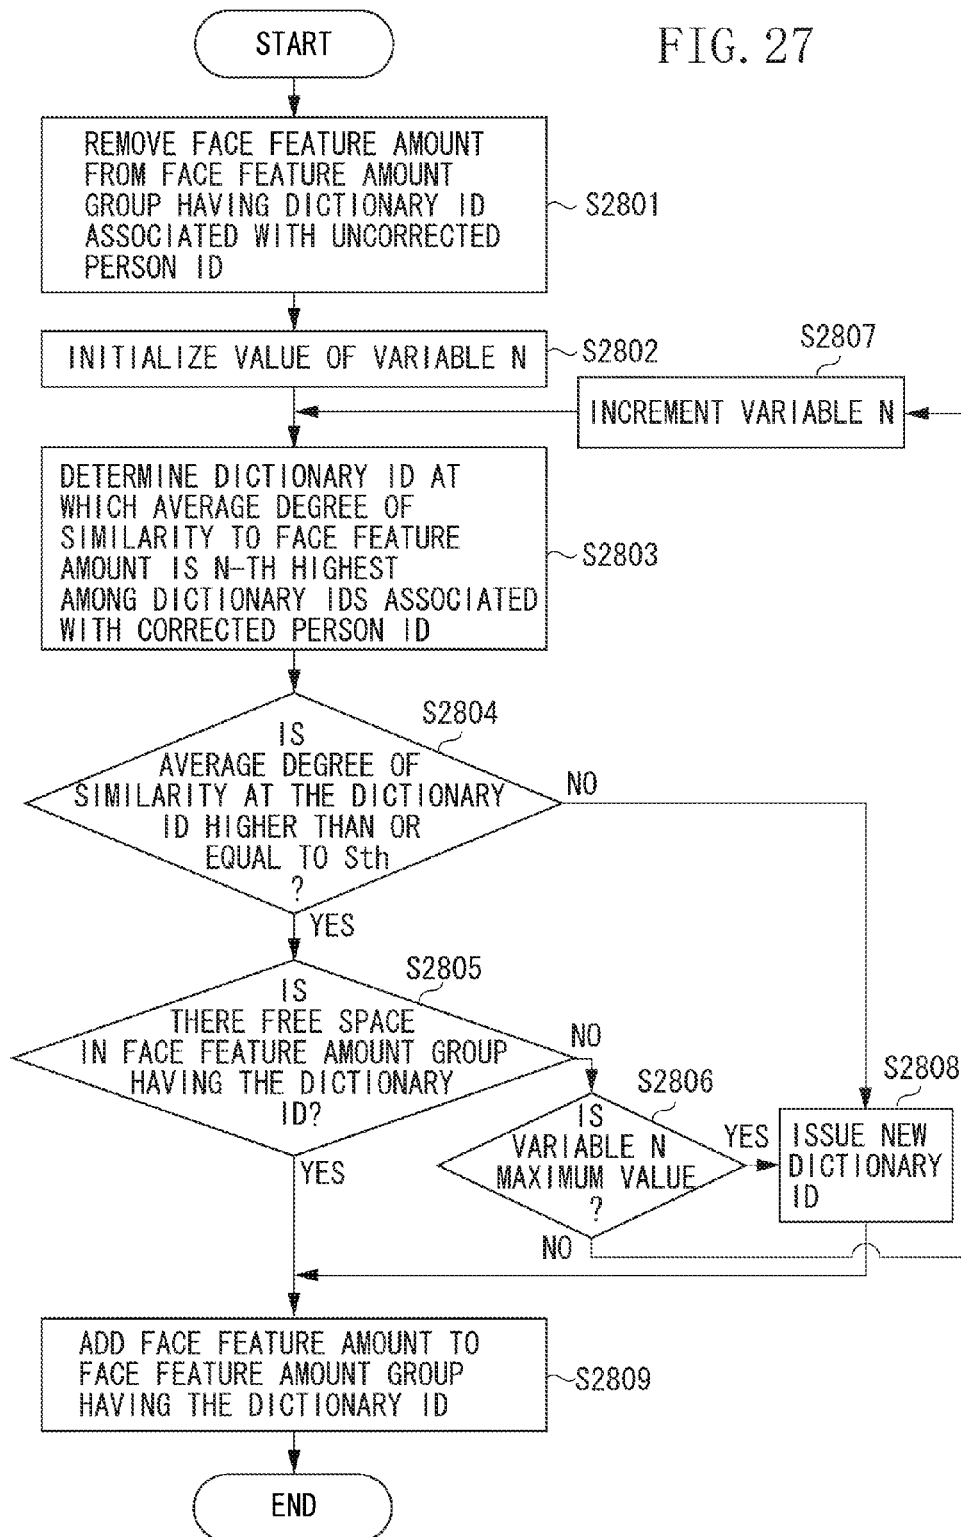 START
FIG. 27
REMOVE FACE FEATURE AMOUNT
FROM FACE FEATURE AMOUNT
GROUP HAVING DICTIONARY ID
ASSOCIATED WITH UNCORRECTED
PERSON ID
S2801
INITIALIZE VALUE OF VARIABLE N
S2802
S2807
INCREMENT VARIABLE N
DETERMINE DICTIONARY ID AT
WHICH AVERAGE DEGREE OF
SIMILARITY TO FACE FEATURE
AMOUNT IS N-TH HIGHEST
AMONG DICTIONARY IDS ASSOCIATED
WITH CORRECTED PERSON ID
S2803
S2804
IS
AVERAGE DEGREE OF
SIMILARITY AT THE DICTIONARY
ID HIGHER THAN OR
EQUAL TO Sth
?
NO
YES
S2805
IS
THERE FREE SPACE
IN FACE FEATURE AMOUNT GROUP
HAVING THE DICTIONARY
ID?
NO
YES
S2806
IS
VARIABLE N
MAXIMUM VALUE
?
YES
NO
S2808
ISSUE NEW
DICTIONARY
ID
ADD FACE FEATURE AMOUNT TO
FACE FEATURE AMOUNT GROUP
HAVING THE DICTIONARY ID
S2809
END